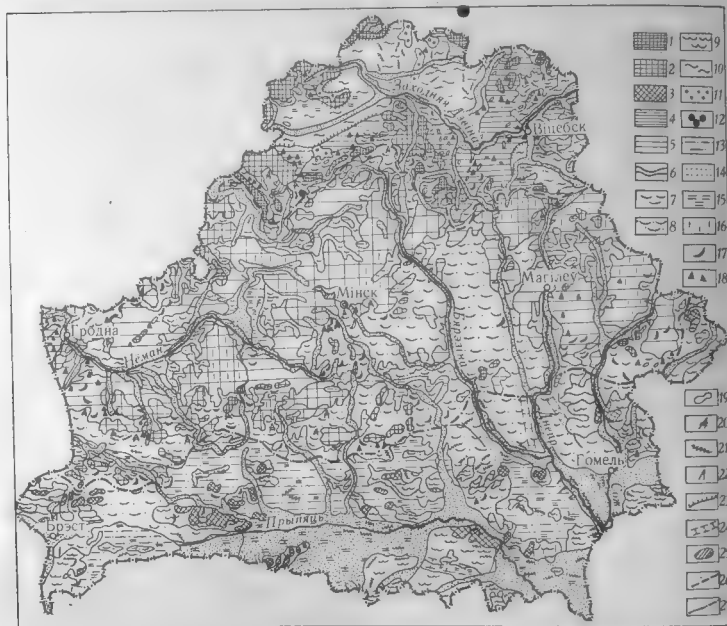 1 9
2 10
3 11
4 12
5 13
6 14
7 15
8 16
17
18
Заходняя
Віцебск
Мінск
Магілёў
Гродна
Нёман
19
20
21
Гомель
Брэст
Прыпяць